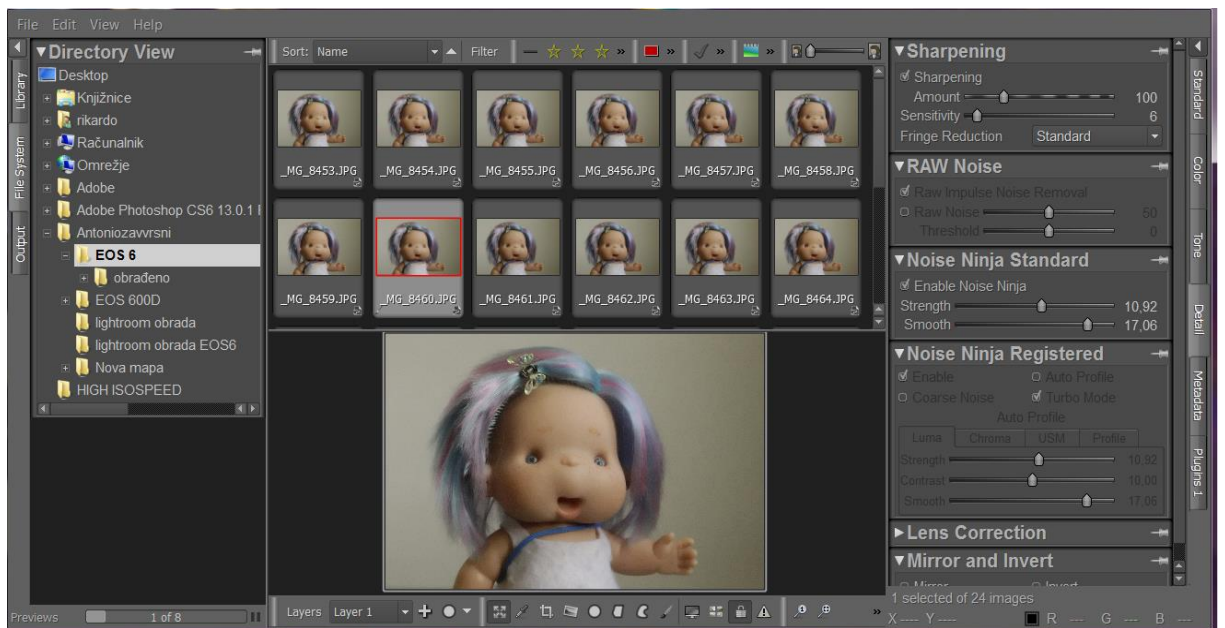 File Edit View Help
Library
File System
Output
Directory View
Desktop
Knjižnice
rikardo
Računalnik
Omrežje
Adobe
Adobe Photoshop CS6 13.0.1
Antoniozavvrsni
EOS 6
obrađeno
EOS 600D
lightroom obrada
lightroom obrada EOS6
Nova mapa
HIGH ISOSPEED
Previews 1 of 8
Sort: Name Filter
_MG_8453.JPG _MG_8454.JPG _MG_8455.JPG _MG_8456.JPG _MG_8457.JPG _MG_8458.JPG
_MG_8459.JPG _MG_8460.JPG _MG_8461.JPG _MG_8462.JPG _MG_8463.JPG _MG_8464.JPG
Layers Layer 1
Sharpening
Sharpening
Amount 100
Sensitivity 6
Fringe Reduction Standard
RAW Noise
Raw Impulse Noise Removal
Raw Noise 50
Threshold 0
Noise Ninja Standard
Enable Noise Ninja
Strength 10,92
Smooth 17,06
Noise Ninja Registered
Enable Auto Profile
Coarse Noise Turbo Mode
Auto Profile
Luma Chroma USM Profile
Strength 10,92
Contrast 10,00
Smooth 17,06
Lens Correction
Mirror and Invert
Mirror Invert
1 selected of 24 images
X ---- Y ---- R --- G --- B ---
Standard
Color
Tone
Detail
Metadata
Plugins 1